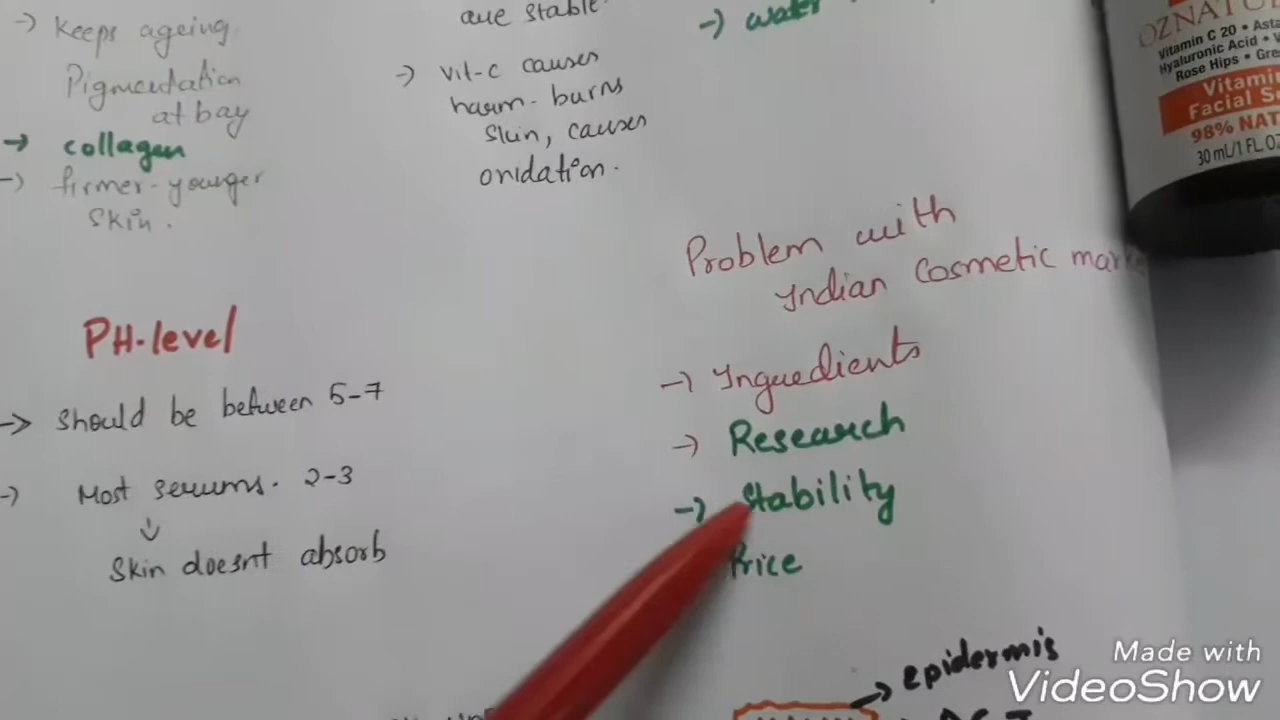 -> Keeps ageing
Pigmentation
at bay
-> collagen
-> firmer-younger
skin.
are stable
-> vit-c causes
harm-burns
skin, causes
oxidation.
-> water
PH-level
-> should be between 5-7
-> Most serums. 2-3
↓
Skin doesnt absorb
Problem with
Indian Cosmetic
-> Ingredients
-> Research
-> Stability
Price
-> epidermis
OZNATU
Vitamin C 20 • Asta
Hyaluronic Acid •
Rose Hips • Gre
Vitamin
Facial Se
98% NAT
30 mL/1 FL.OZ
Made with
VideoShow